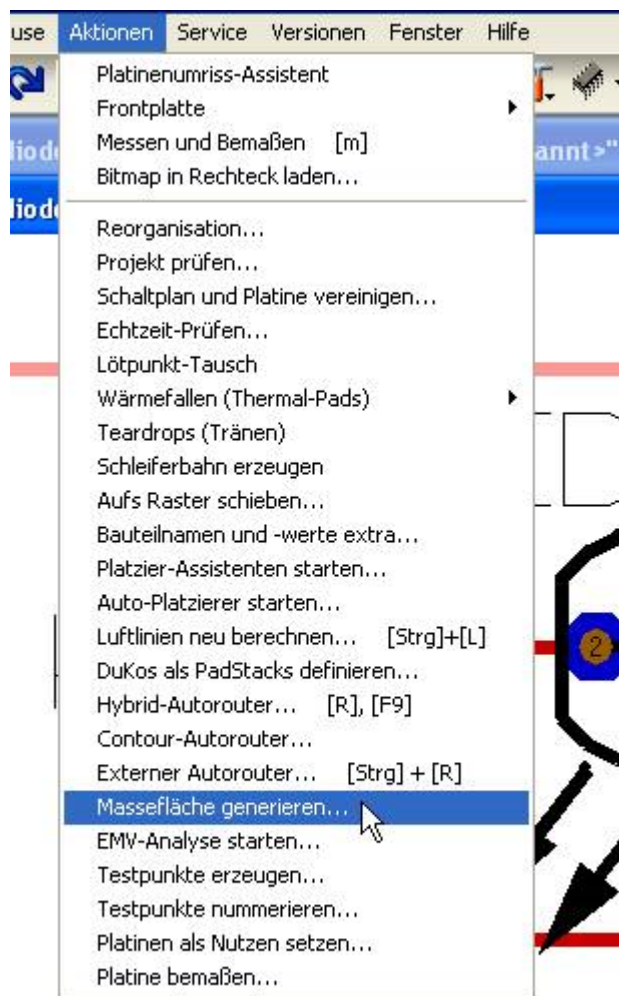 use Aktionen Service Versionen Fenster Hilfe
Platinenumriss-Assistent
Frontplatte
Messen und Bemaßen [m]
Bitmap in Rechteck laden...
Reorganisation...
Projekt prüfen...
Schaltplan und Platine vereinigen...
Echtzeit-Prüfen...
Lötpunkt-Tausch
Wärmefallen (Thermal-Pads)
Teardrops (Tränen)
Schleiferbahn erzeugen
Aufs Raster schieben...
Bauteilnamen und -werte extra...
Platzier-Assistenten starten...
Auto-Platzierer starten...
Luftlinien neu berechnen... [Strg]+[L]
DuKos als PadStacks definieren...
Hybrid-Autorouter... [R], [F9]
Contour-Autorouter...
Externer Autorouter... [Strg] + [R]
Massefläche generieren...
EMV-Analyse starten...
Testpunkte erzeugen...
Testpunkte nummerieren...
Platinen als Nutzen setzen...
Platine bemaßen...
liod
annt>"
liod
2